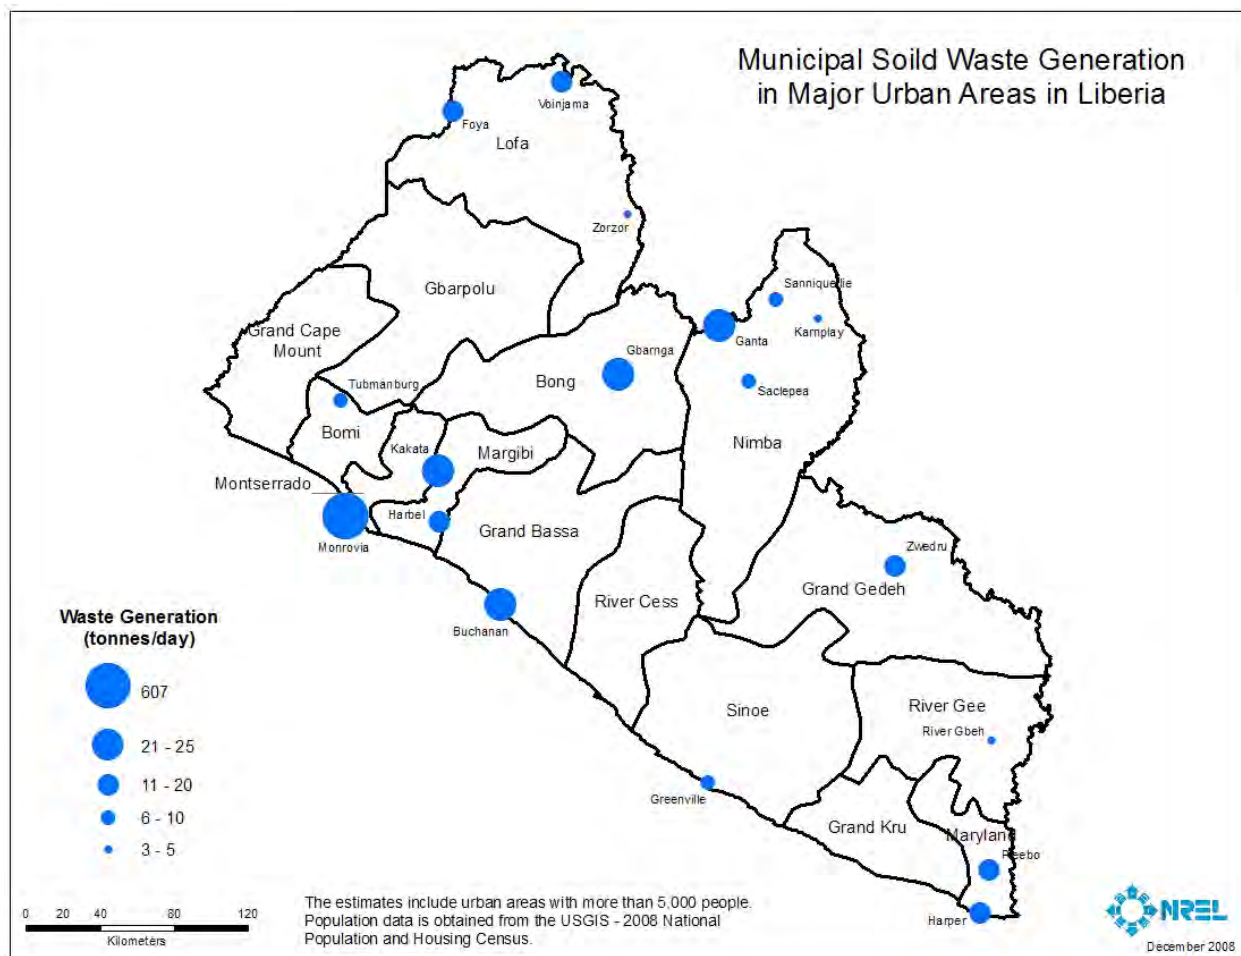 Municipal Soild Waste Generation
in Major Urban Areas in Liberia
Voinjama
Foya
Lofa
Zorzor
Sanniquellie
Gbarpolu
Kamplay
Grand Cape
Mount
Ganta
Gbarnga
Bong
Tubmanburg
Saclepea
Bomi
Nimba
Kakata
Margibi
Montserrado
Harbel
Grand Bassa
Monrovia
Zwedru
Grand Gedeh
River Cess
Buchanan
Waste Generation
(tonnes/day)
607
21 - 25
11 - 20
6 - 10
3 - 5
Sinoe
River Gee
River Gbeh
Greenville
Grand Kru
Maryland
Pleebo
Harper
0 20 40 80 120
Kilometers
The estimates include urban areas with more than 5,000 people.
Population data is obtained from the USGIS - 2008 National
Population and Housing Census.
NREL
December 2008